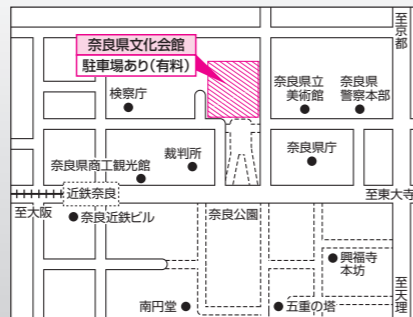 至京都
奈良県文化会館
駐車場あり(有料)
検察庁
奈良県立
美術館
奈良県
警察本部
奈良県商工観光館
裁判所
奈良県庁
近鉄奈良
至大阪
奈良近鉄ビル
奈良公園
至東大寺
興福寺
本坊
南円堂
五重の塔
至天理